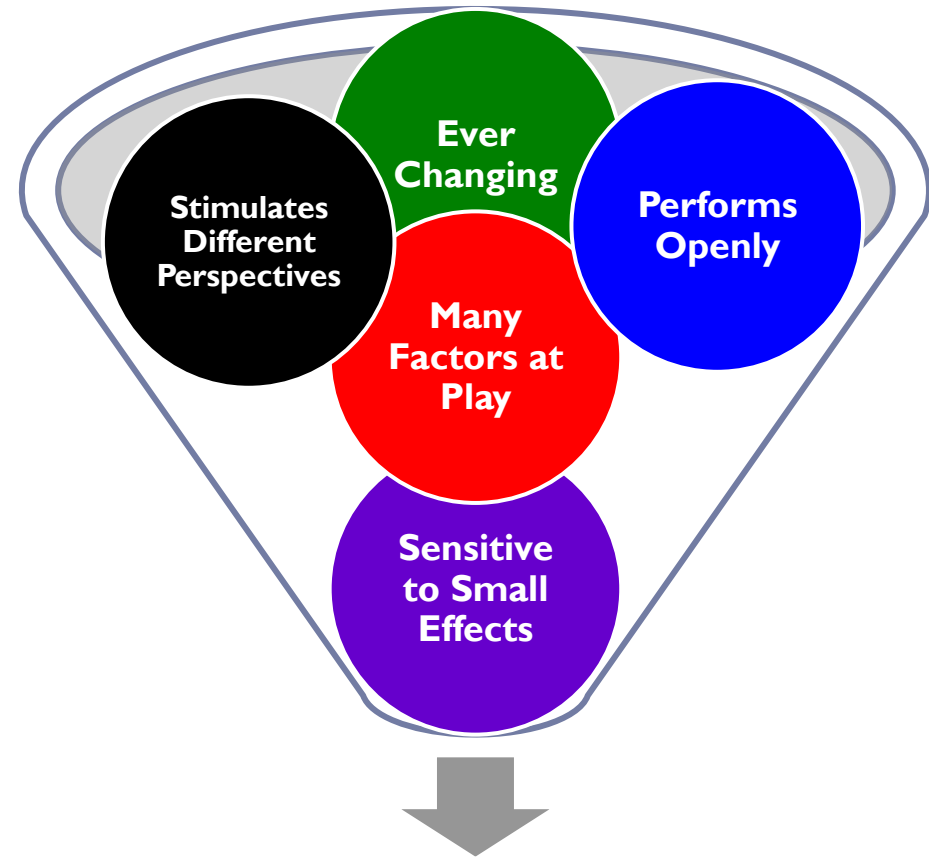 Ever
Changing
Stimulates
Different
Perspectives
Performs
Openly
Many
Factors at
Play
Sensitive
to Small
Effects